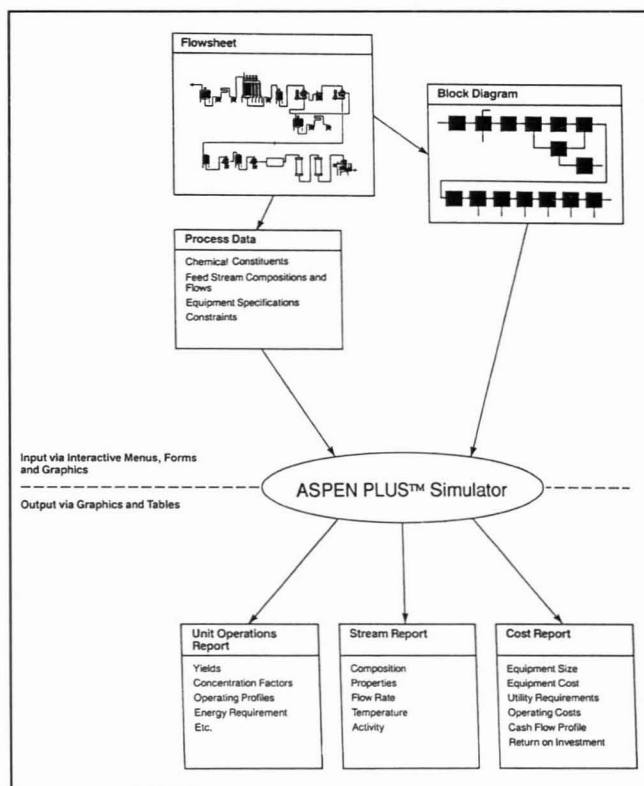 Flowsheet
Block Diagram
Process Data
Chemical Constituents
Feed Stream Compositions and
Flows
Equipment Specifications
Constraints
Input via Interactive Menus, Forms
and Graphics
ASPEN PLUS™ Simulator
Output via Graphics and Tables
Unit Operations
Report
Yields
Concentration Factors
Operating Profiles
Energy Requirement
Etc.
Stream Report
Composition
Properties
Flow Rate
Temperature
Activity
Cost Report
Equipment Size
Equipment Cost
Utility Requirements
Operating Costs
Cash Flow Profile
Return on Investment